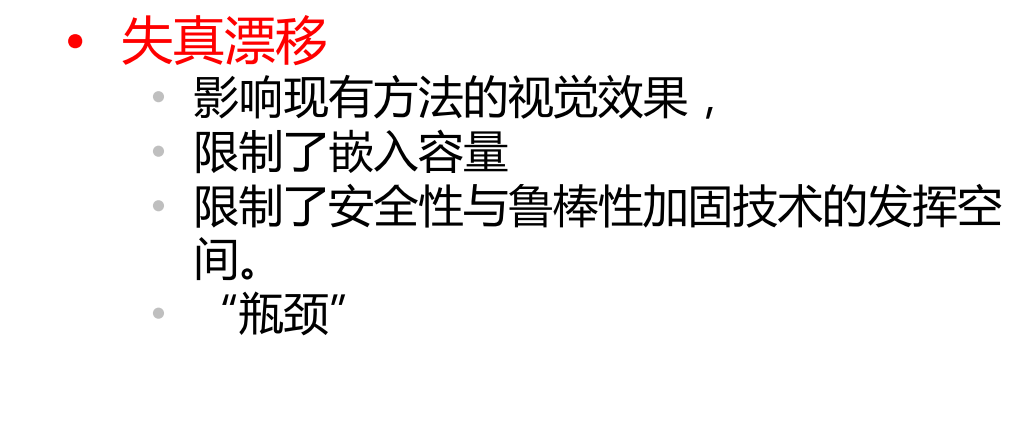 • 失真漂移
• 影响现有方法的视觉效果，
• 限制了嵌入容量
• 限制了安全性与鲁棒性加固技术的发挥空
间。
• “瓶颈”